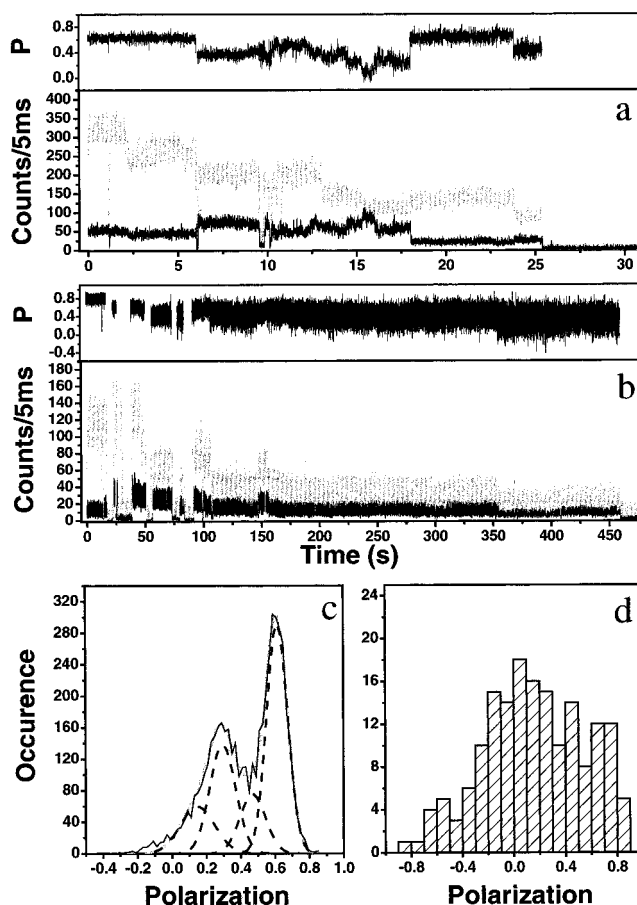 P
0.8
0.4
0.0
a
Counts/5ms
400
350
300
250
200
150
100
50
0
0 5 10 15 20 25 30
P
0.8
0.4
0.0
-0.4
b
Counts/5ms
180
160
140
120
100
80
60
40
20
0
0 50 100 150 200 250 300 350 400 450
Time (s)
c
Occurence
320
280
240
200
160
120
80
40
0
-0.4 -0.2 0.0 0.2 0.4 0.6 0.8 1.0
Polarization
d
24
20
16
12
8
4
0
-0.8 -0.4 0.0 0.4 0.8
Polarization